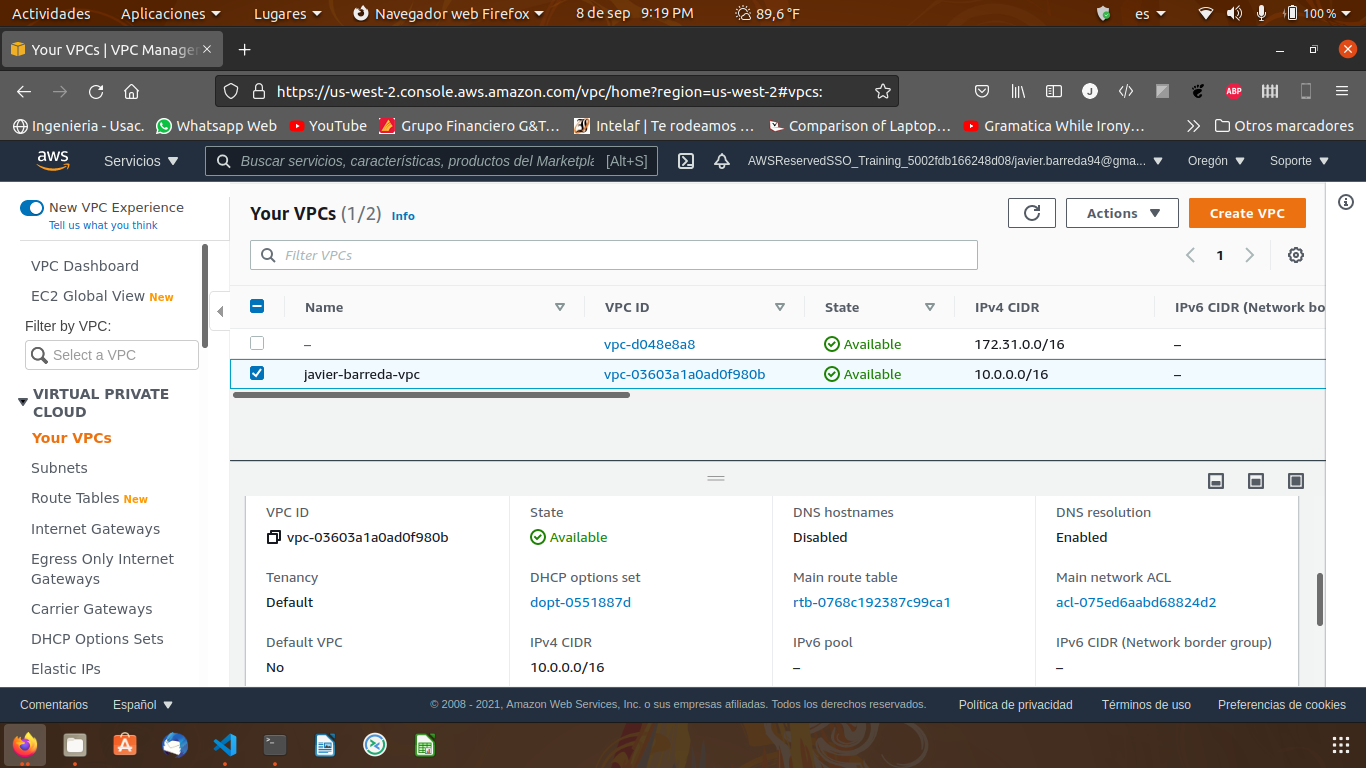 Actividades Aplicaciones Lugares Navegador web Firefox 8 de sep 9:19 PM 89,6 °F es 100 %
Your VPCs | VPC Manage
https://us-west-2.console.aws.amazon.com/vpc/home?region=us-west-2#vpcs:
J ABP
Ingenieria - Usac. Whatsapp Web YouTube Grupo Financiero G&T… Intelaf | Te rodeamos … Comparison of Laptop… Gramatica While Irony… Otros marcadores
aws Servicios Buscar servicios, características, productos del Marketpla [Alt+S] AWSReservedSSO_Training_5002fdb166248d08/javier.barreda94@gma... Oregón Soporte
New VPC Experience
Tell us what you think
VPC Dashboard
EC2 Global View New
Filter by VPC:
Select a VPC
VIRTUAL PRIVATE
CLOUD
Your VPCs
Subnets
Route Tables New
Internet Gateways
Egress Only Internet
Gateways
Carrier Gateways
DHCP Options Sets
Elastic IPs
Your VPCs (1/2) Info Actions Create VPC
Filter VPCs 1
Name VPC ID State IPv4 CIDR IPv6 CIDR (Network bo
– vpc-d048e8a8 Available 172.31.0.0/16 –
javier-barreda-vpc vpc-03603a1a0ad0f980b Available 10.0.0.0/16 –
VPC ID State DNS hostnames DNS resolution
vpc-03603a1a0ad0f980b Available Disabled Enabled
Tenancy DHCP options set Main route table Main network ACL
Default dopt-0551887d rtb-0768c192387c99ca1 acl-075ed6aabd68824d2
Default VPC IPv4 CIDR IPv6 pool IPv6 CIDR (Network border group)
No 10.0.0.0/16 – –
Comentarios Español © 2008 - 2021, Amazon Web Services, Inc. o sus empresas afiliadas. Todos los derechos reservados. Política de privacidad Términos de uso Preferencias de cookies